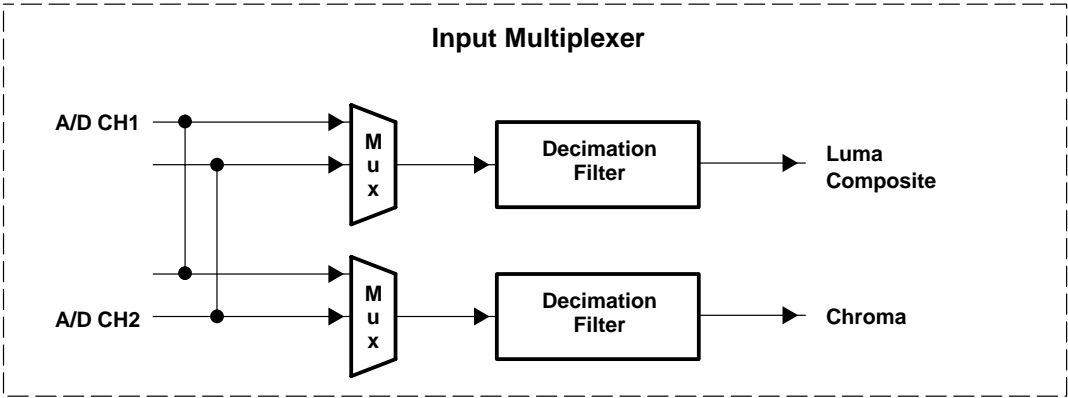 Input Multiplexer
A/D CH1
M
u
x
Decimation
Filter
Luma
Composite
A/D CH2
M
u
x
Decimation
Filter
Chroma